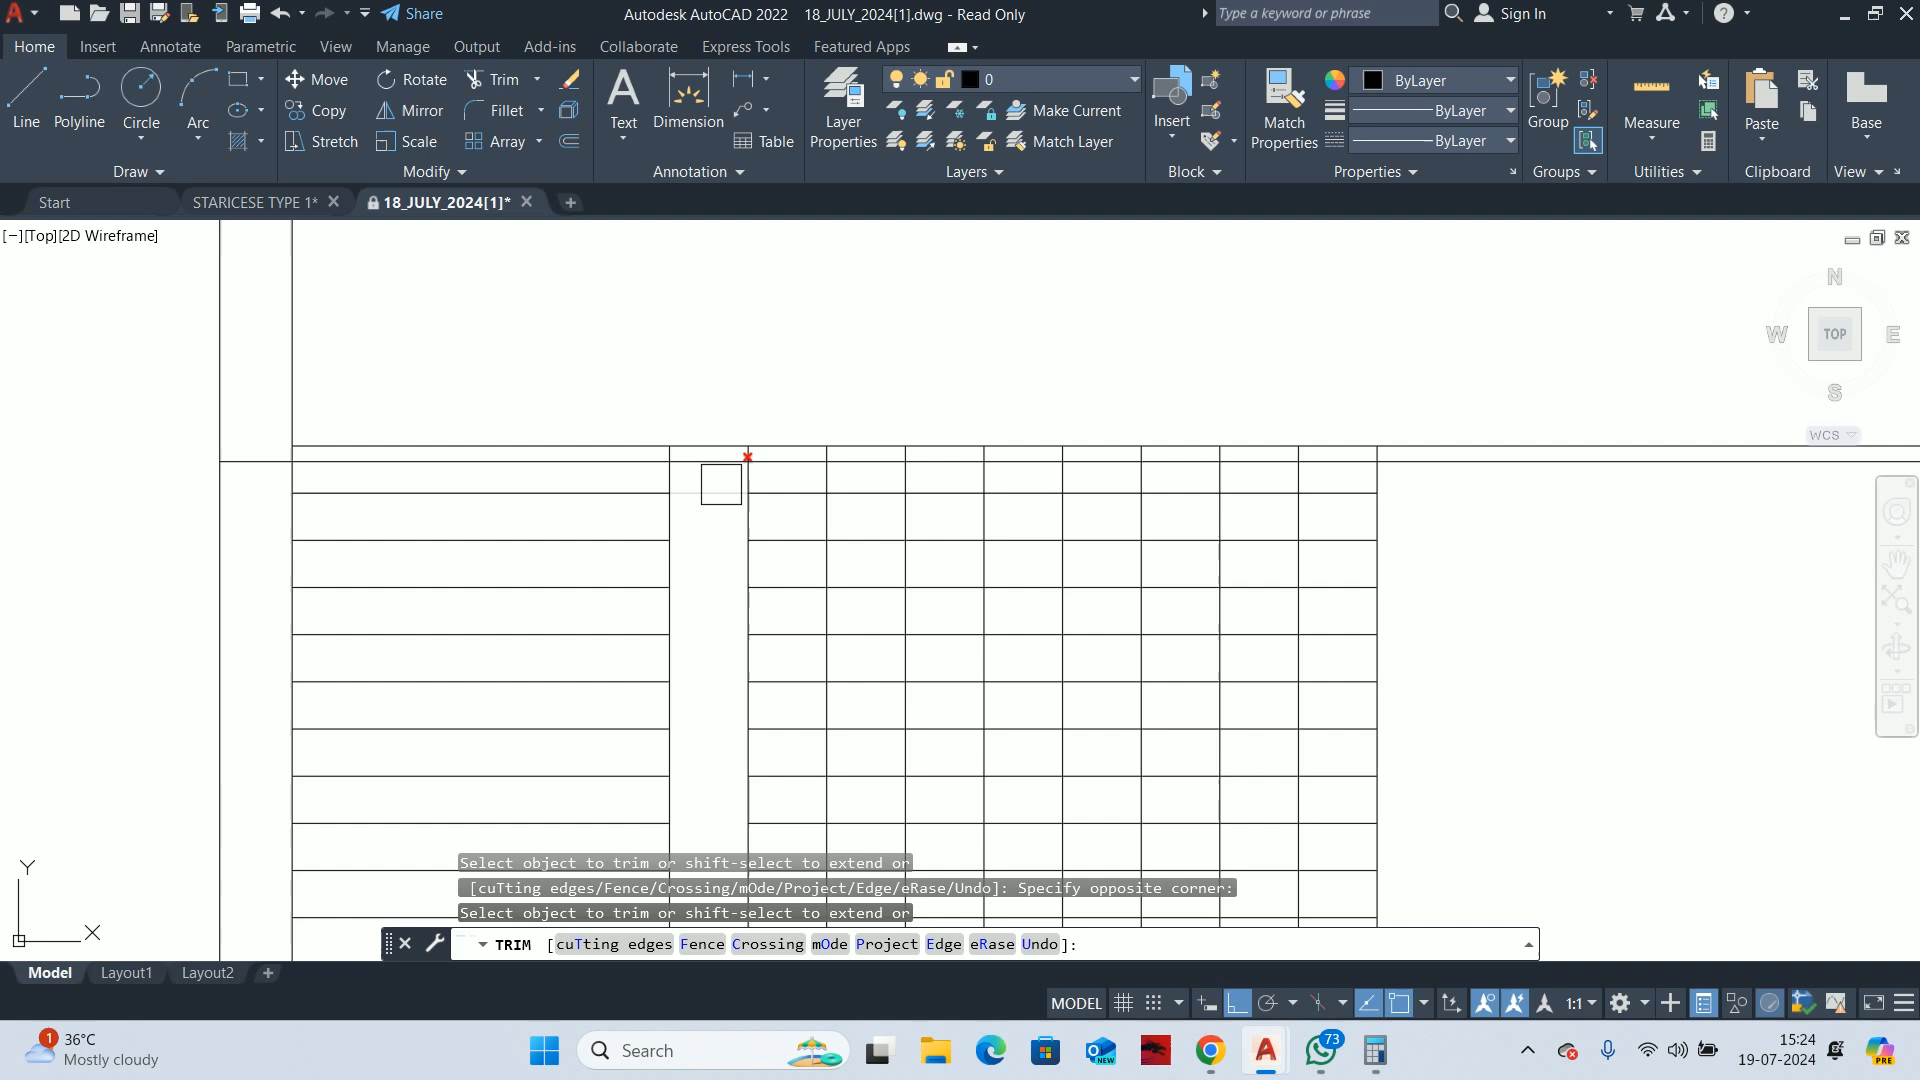 Share
Autodesk AutoCAD 2022 18_JULY_2024[1].dwg - Read Only
Type a keyword or phrase
Sign In
Home Insert Annotate Parametric View Manage Output Add-ins Collaborate Express Tools Featured Apps
Line Polyline Circle Arc
Move Rotate Trim
Copy Mirror Fillet
Stretch Scale Array
Text Dimension Table
Layer Properties
0
Make Current
Match Layer
Insert
Match Properties
ByLayer
ByLayer
ByLayer
Group Measure Paste Base
Draw Modify Annotation Layers Block Properties Groups Utilities Clipboard View
Start STARICESE TYPE 1* 18_JULY_2024[1]*
[−][Top][2D Wireframe]
N
W TOP E
S
WCS
Y
X
Select object to trim or shift-select to extend or
[cuTting edges/Fence/Crossing/mOde/Project/Edge/eRase/Undo]: Specify opposite corner:
Select object to trim or shift-select to extend or
TRIM [cuTting edges Fence Crossing mOde Project Edge eRase Undo]:
Model Layout1 Layout2
MODEL 1:1
1 36°C
Mostly cloudy
Search
NEW
73
15:24
19-07-2024
PRE